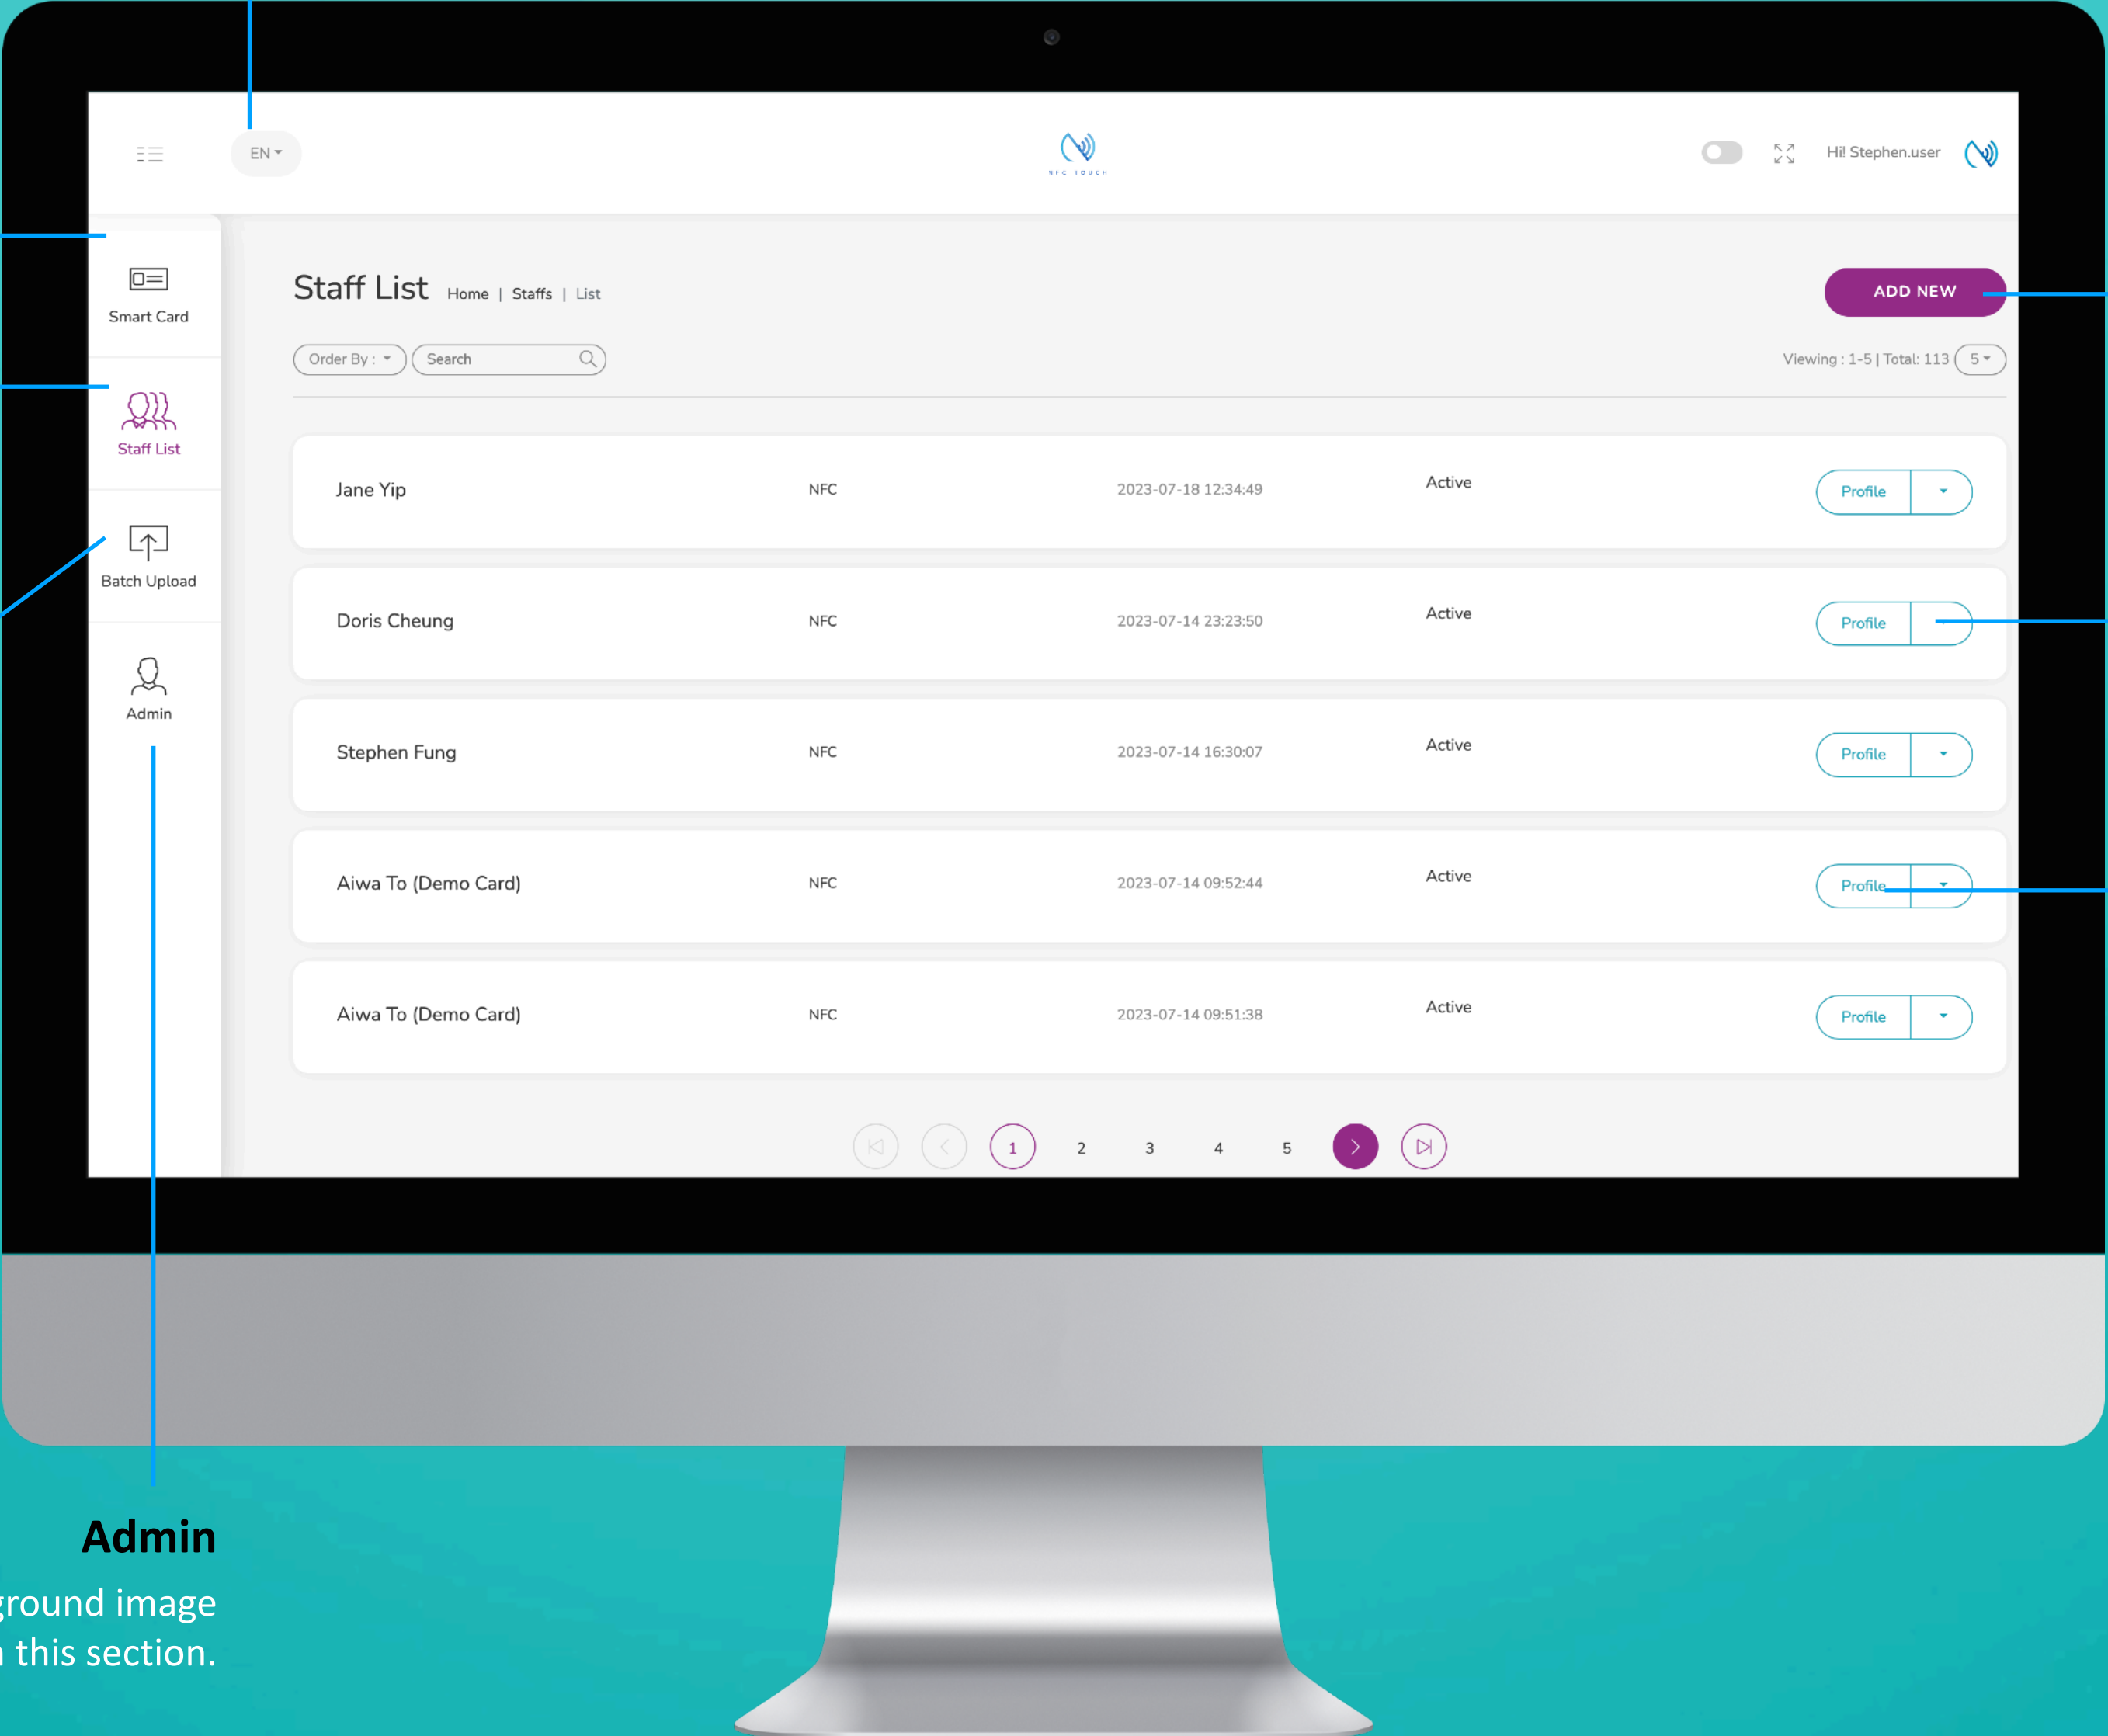 EN
NFC TOUCH
Hi! Stephen.user
Smart Card
Staff List
Batch Upload
Admin
Staff List Home | Staffs | List
ADD NEW
Order By : Search
Viewing : 1-5 | Total: 113 5
Jane Yip NFC 2023-07-18 12:34:49 Active Profile
Doris Cheung NFC 2023-07-14 23:23:50 Active Profile
Stephen Fung NFC 2023-07-14 16:30:07 Active Profile
Aiwa To (Demo Card) NFC 2023-07-14 09:52:44 Active Profile
Aiwa To (Demo Card) NFC 2023-07-14 09:51:38 Active Profile
1 2 3 4 5
Admin
ground image
this section.